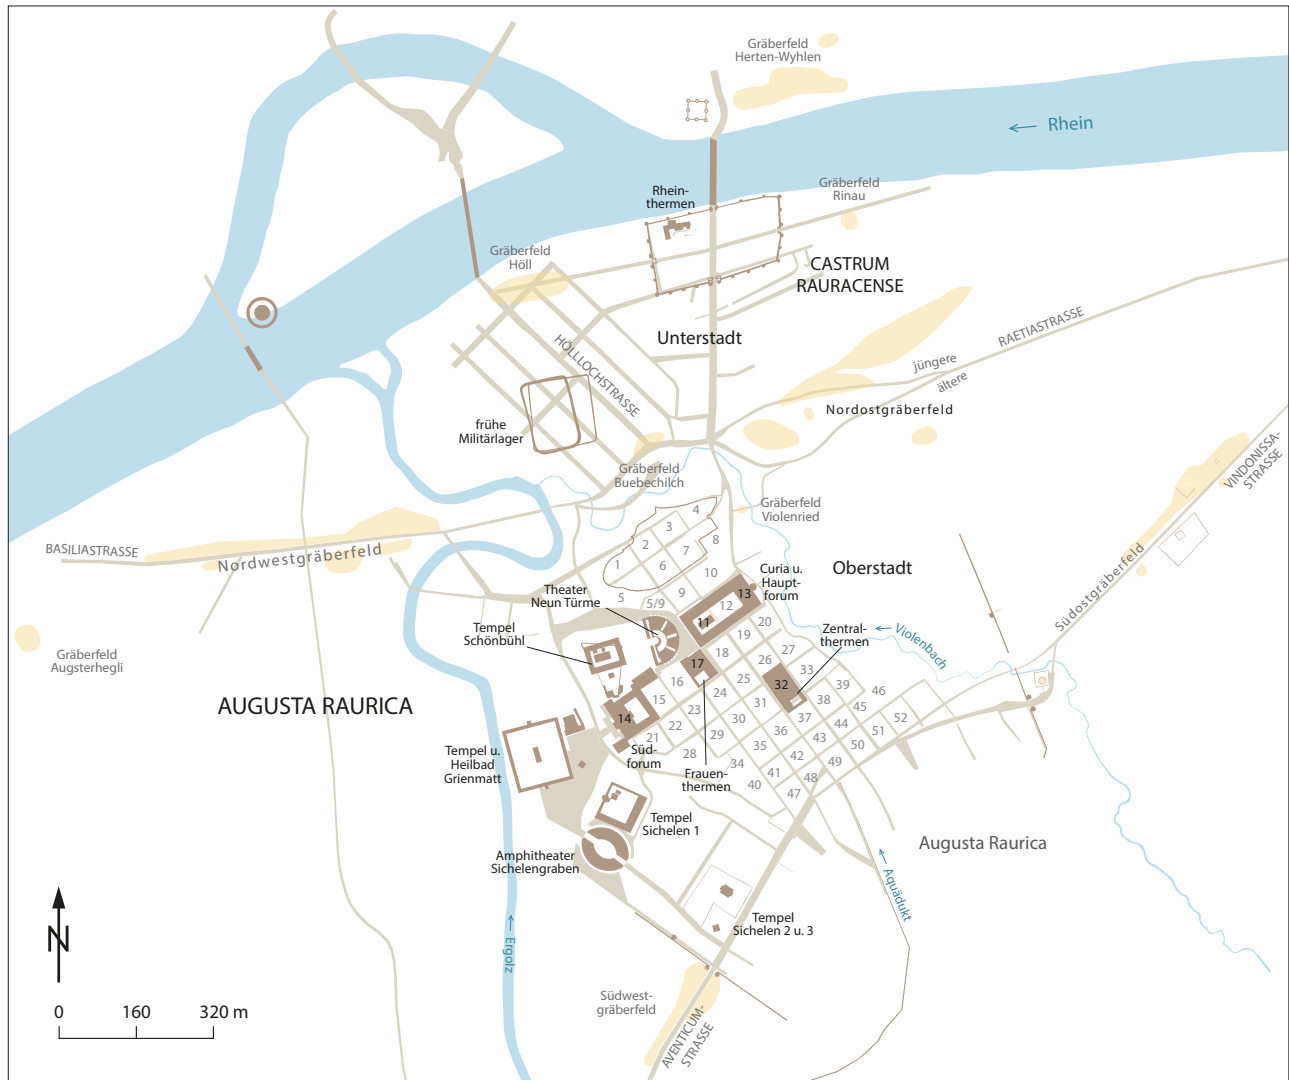 Gräberfeld
Herten-Wyhlen
← Rhein
Rhein-
thermen
Gräberfeld
Rinau
Gräberfeld
Höll
CASTRUM
RAURACENSE
Unterstadt
HÖLLLOCHSTRASSE
RAETIASTRASSE
jüngere
ältere
Nordostgräberfeld
frühe
Militärlager
VINDONISSA-
STRASSE
Gräberfeld
Buebechilch
Gräberfeld
Violenried
BASILIASTRASSE
Nordwestgräberfeld
Südostgräberfeld
4
3
8
2
7
1
6
10
Curia u.
Haupt-
forum
Oberstadt
Theater
Neun Türme
5
5/9
9
12
13
11
Tempel
Schönbühl
20
19
Zentral-
thermen
← Violenbach
Gräberfeld
Augsterhegli
18
27
17
26
33
16
25
32
39
46
AUGUSTA RAURICA
15
24
31
38
45
14
23
30
37
44
52
22
36
43
51
21
29
35
42
50
28
34
41
49
40
48
47
Süd-
forum
Tempel u.
Heilbad
Grienmatt
Frauen-
thermen
Tempel
Sichelen 1
Augusta Raurica
Amphitheater
Sichelengraben
← Aquädukt
Tempel
Sichelen 2 u. 3
← Ergolz
N
Südwest-
gräberfeld
AVENTICUM-
STRASSE
0 160 320 m